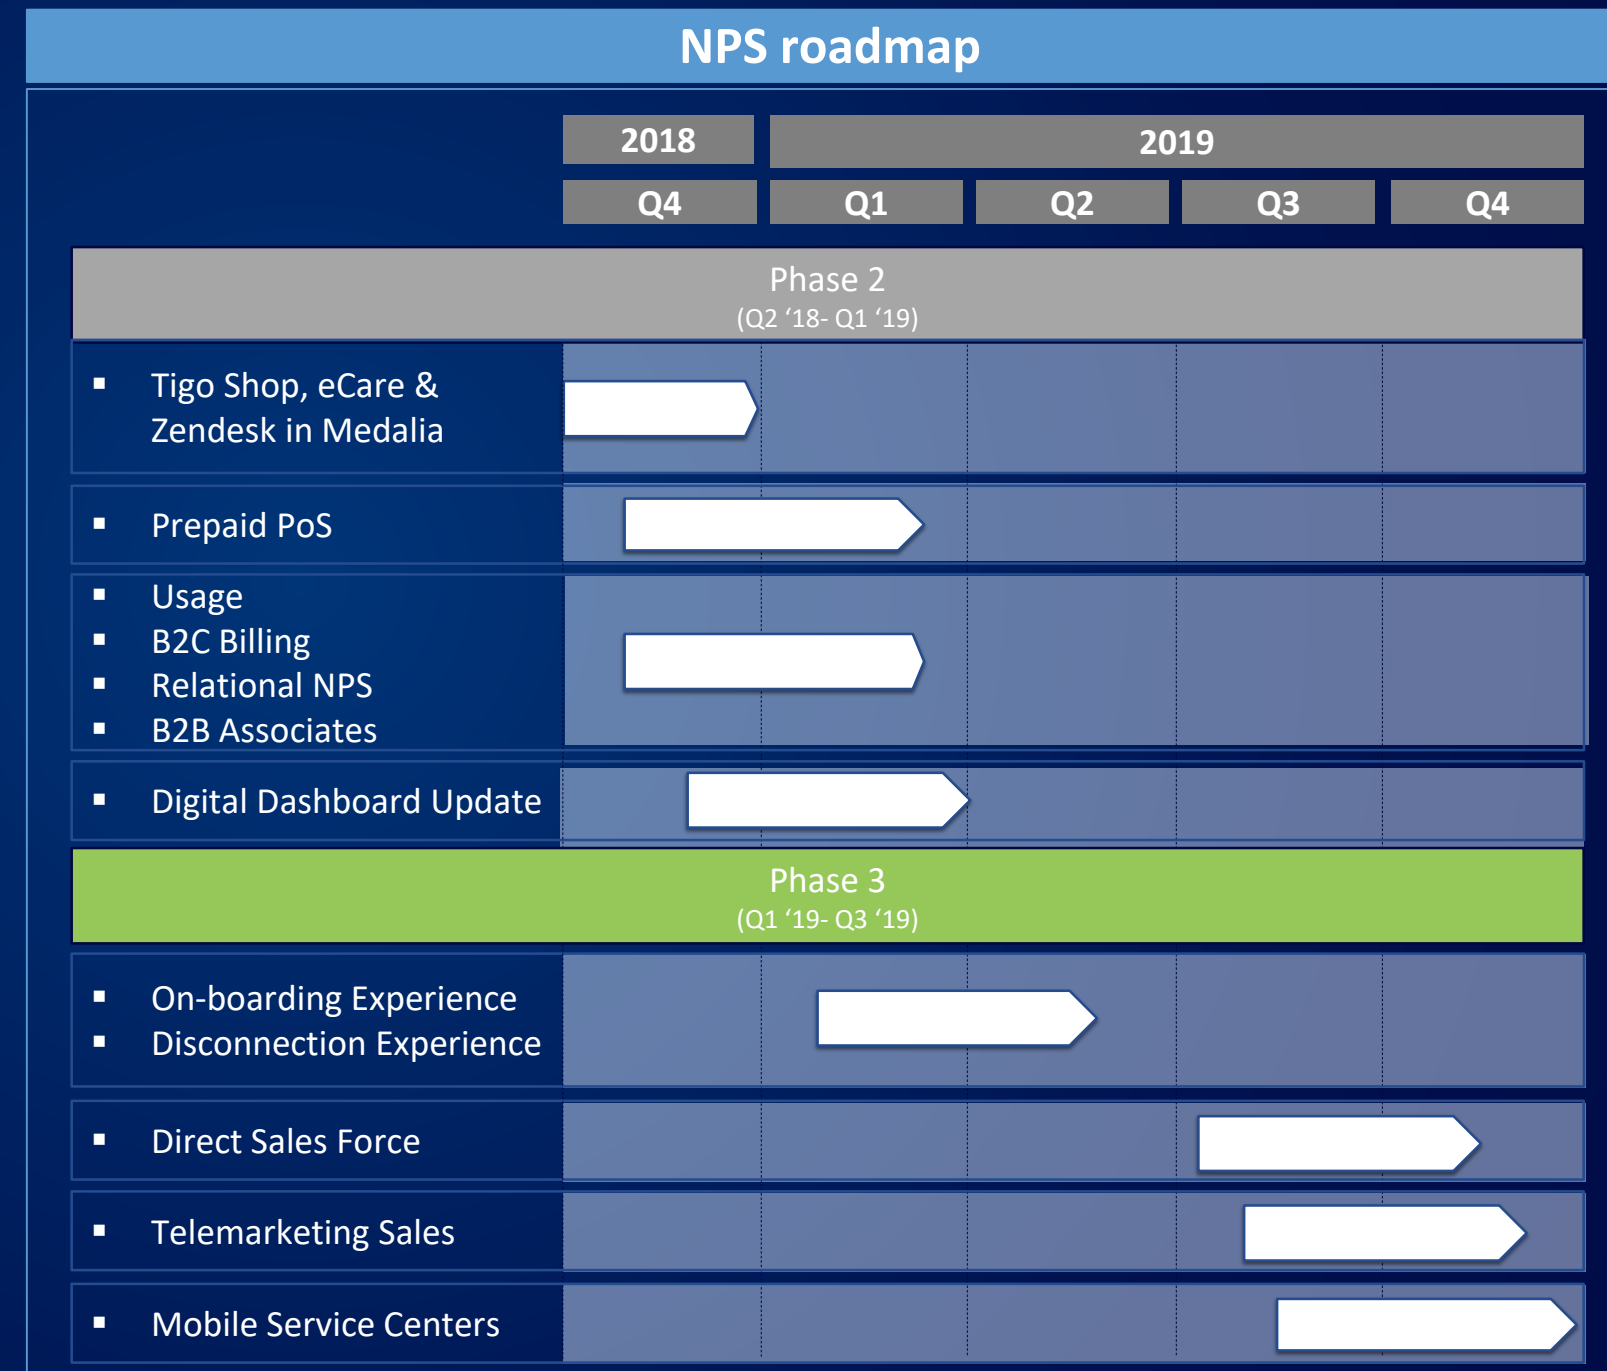 NPS roadmap
2018
2019
Q4
Q1
Q2
Q3
Q4
Phase 2
(Q2 ‘18- Q1 ‘19)
▪ Tigo Shop, eCare &
Zendesk in Medalia
▪ Prepaid PoS
▪ Usage
▪ B2C Billing
▪ Relational NPS
▪ B2B Associates
▪ Digital Dashboard Update
Phase 3
(Q1 ‘19- Q3 ‘19)
▪ On-boarding Experience
▪ Disconnection Experience
▪ Direct Sales Force
▪ Telemarketing Sales
▪ Mobile Service Centers